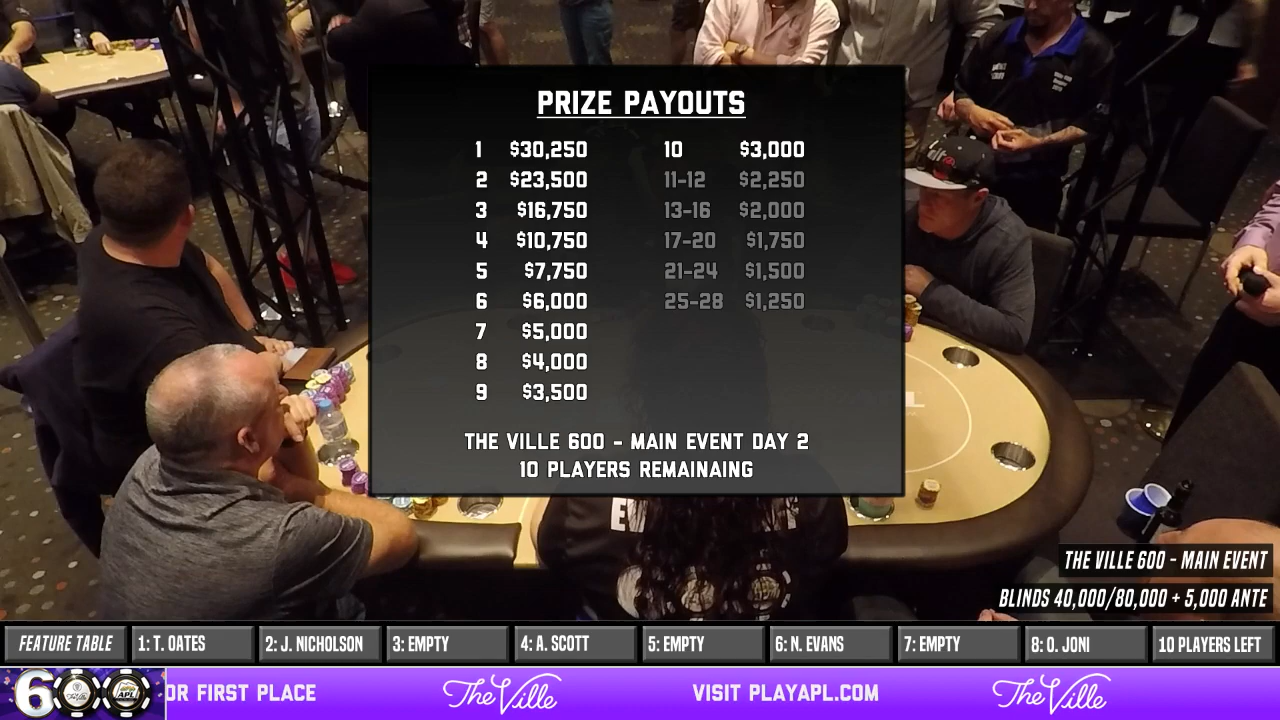 PRIZE PAYOUTS
1 $30,250 10 $3,000
2 $23,500 11-12 $2,250
3 $16,750 13-16 $2,000
4 $10,750 17-20 $1,750
5 $7,750 21-24 $1,500
6 $6,000 25-28 $1,250
7 $5,000
8 $4,000
9 $3,500
THE VILLE 600 - MAIN EVENT DAY 2
10 PLAYERS REMAINAING
THE VILLE 600 - MAIN EVENT
BLINDS 40,000/80,000 + 5,000 ANTE
FEATURE TABLE 1: T. OATES 2: J. NICHOLSON 3: EMPTY 4: A. SCOTT 5: EMPTY 6: N. EVANS 7: EMPTY 8: O. JONI 10 PLAYERS LEFT
600 APL OR FIRST PLACE The Ville VISIT PLAYAPL.COM The Ville